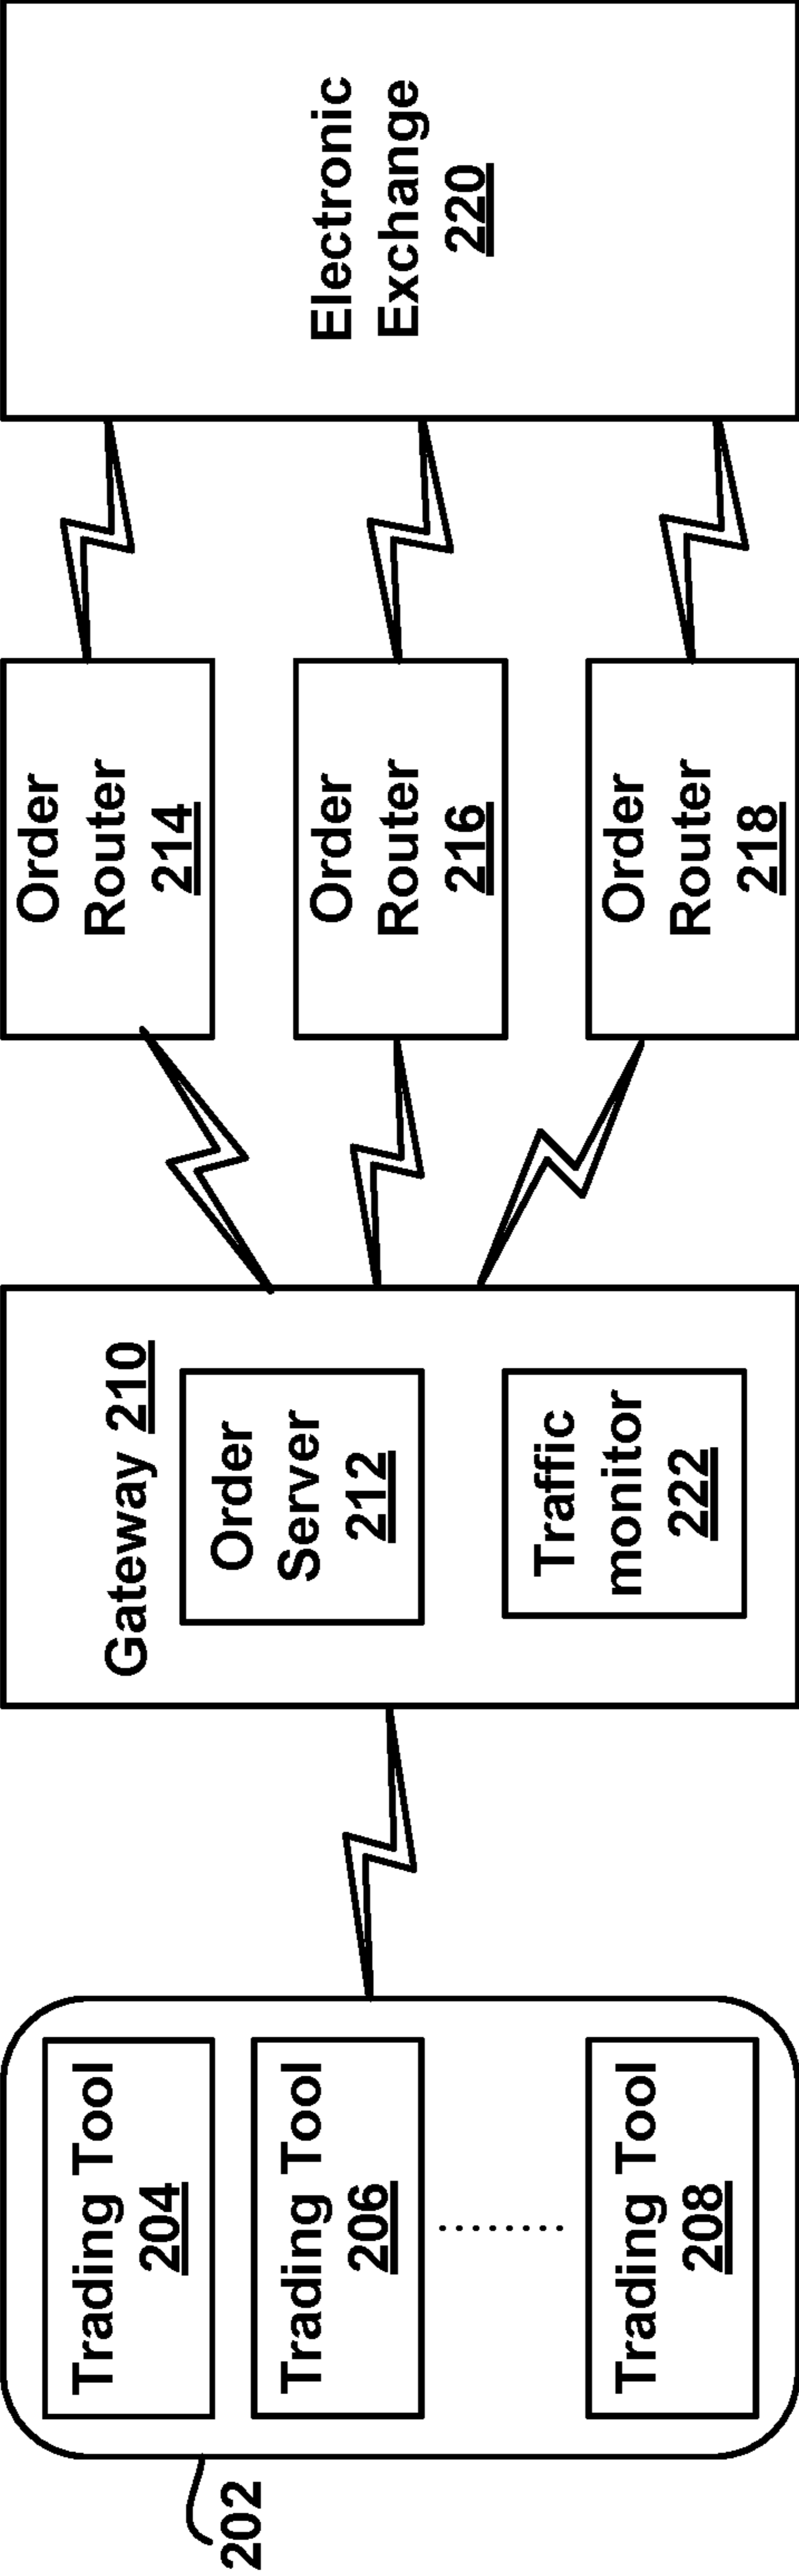 202
Trading Tool
204
Trading Tool
206
Trading Tool
208
Gateway 210
Order
Server
212
Traffic
monitor
222
Order
Router
214
Order
Router
216
Order
Router
218
Electronic
Exchange
220